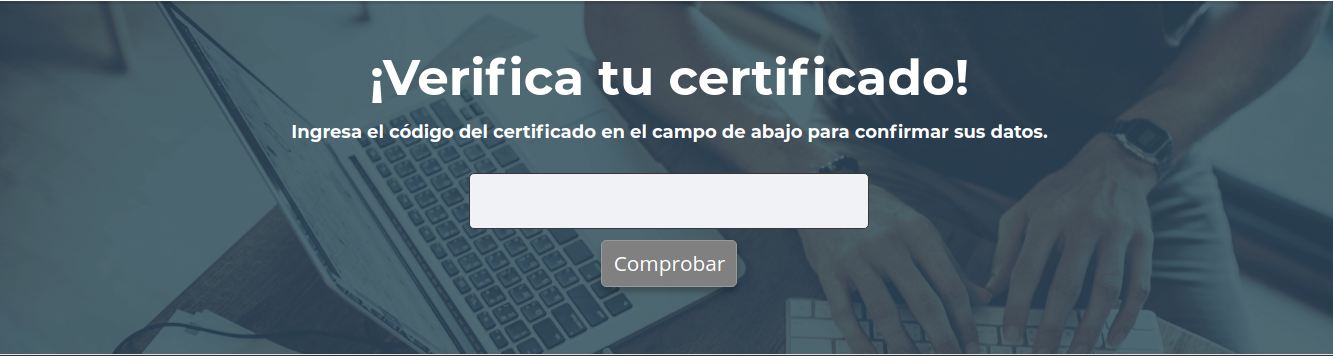 ¡Verifica tu certificado!
Ingresa el código del certificado en el campo de abajo para confirmar sus datos.
Comprobar